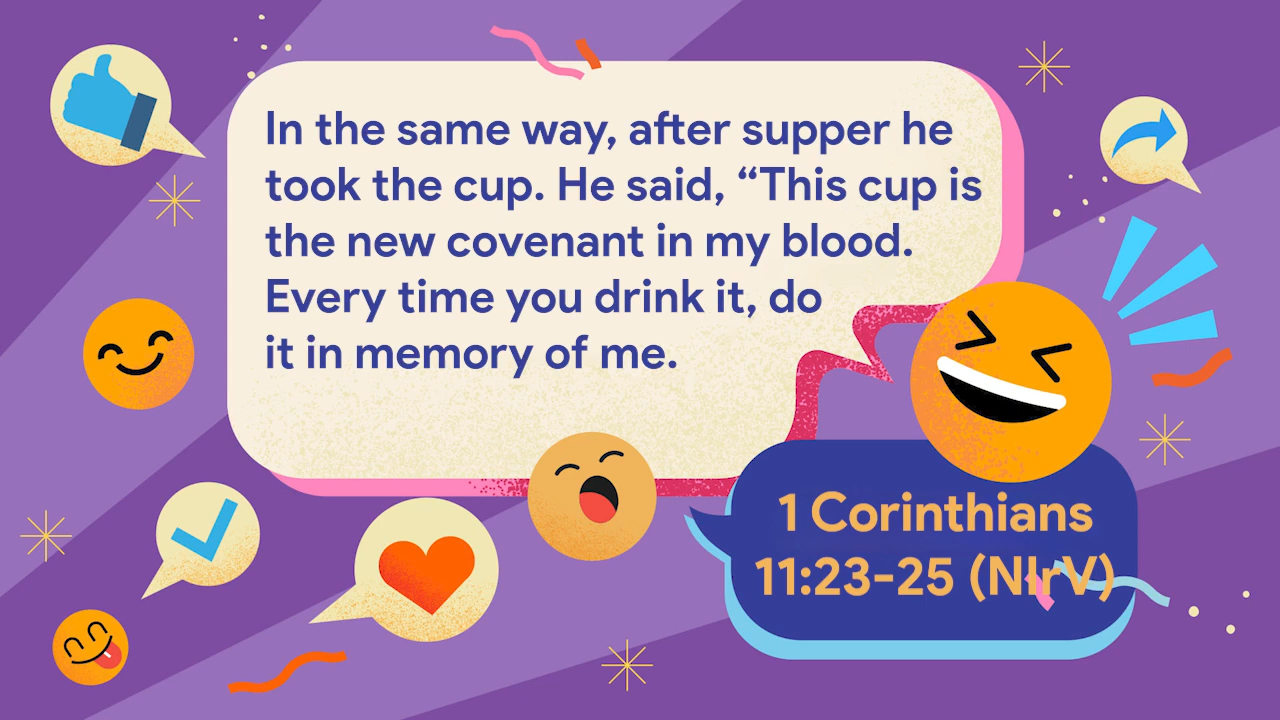 In the same way, after supper he
took the cup. He said, “This cup is
the new covenant in my blood.
Every time you drink it, do
it in memory of me.
1 Corinthians
11:23-25 (NIrV)